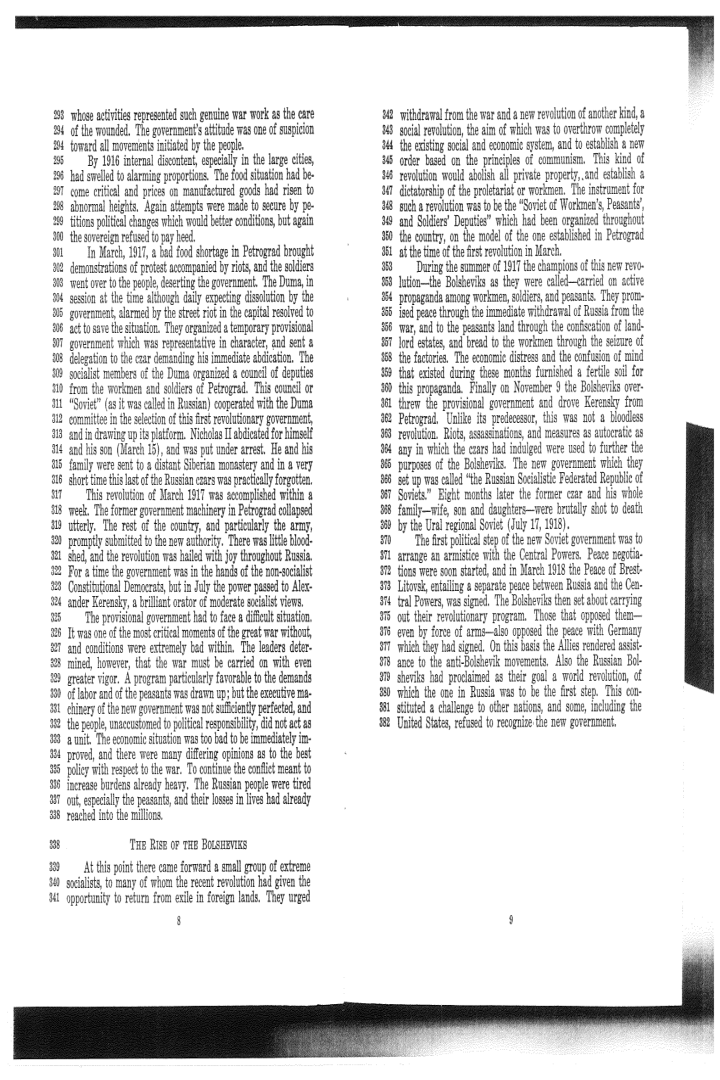 293 whose activities represented such genuine war work as the care
294 of the wounded. The government's attitude was one of suspicion
294 toward all movements initiated by the people.
295 By 1916 internal discontent, especially in the large cities,
296 had swelled to alarming proportions. The food situation had be-
297 come critical and prices on manufactured goods had risen to
298 abnormal heights. Again attempts were made to secure by pe-
299 titions political changes which would better conditions, but again
300 the sovereign refused to pay heed.
301 In March, 1917, a bad food shortage in Petrograd brought
302 demonstrations of protest accompanied by riots, and the soldiers
303 went over to the people, deserting the government. The Duma, in
304 session at the time although daily expecting dissolution by the
305 government, alarmed by the street riot in the capital resolved to
306 act to save the situation. They organized a temporary provisional
307 government which was representative in character, and sent a
308 delegation to the czar demanding his immediate abdication. The
309 socialist members of the Duma organized a council of deputies
310 from the workmen and soldiers of Petrograd. This council or
311 "Soviet" (as it was called in Russian) cooperated with the Duma
312 committee in the selection of this first revolutionary government,
313 and in drawing up its platform. Nicholas II abdicated for himself
314 and his son (March 15), and was put under arrest. He and his
315 family were sent to a distant Siberian monastery and in a very
316 short time this last of the Russian czars was practically forgotten.
317 This revolution of March 1917 was accomplished within a
318 week. The former government machinery in Petrograd collapsed
319 utterly. The rest of the country, and particularly the army,
320 promptly submitted to the new authority. There was little blood-
321 shed, and the revolution was hailed with joy throughout Russia.
322 For a time the government was in the hands of the non-socialist
323 Constitutional Democrats, but in July the power passed to Alex-
324 ander Kerensky, a brilliant orator of moderate socialist views.
325 The provisional government had to face a difficult situation.
326 It was one of the most critical moments of the great war without,
327 and conditions were extremely bad within. The leaders deter-
328 mined, however, that the war must be carried on with even
329 greater vigor. A program particularly favorable to the demands
330 of labor and of the peasants was drawn up; but the executive ma-
331 chinery of the new government was not sufficiently perfected, and
332 the people, unaccustomed to political responsibility, did not act as
333 a unit. The economic situation was too bad to be immediately im-
334 proved, and there were many differing opinions as to the best
335 policy with respect to the war. To continue the conflict meant to
336 increase burdens already heavy. The Russian people were tired
337 out, especially the peasants, and their losses in lives had already
338 reached into the millions.
338 THE RISE OF THE BOLSHEVIKS
339 At this point there came forward a small group of extreme
340 socialists, to many of whom the recent revolution had given the
341 opportunity to return from exile in foreign lands. They urged
8
342 withdrawal from the war and a new revolution of another kind, a
343 social revolution, the aim of which was to overthrow completely
344 the existing social and economic system, and to establish a new
345 order based on the principles of communism. This kind of
346 revolution would abolish all private property, and establish a
347 dictatorship of the proletariat or workmen. The instrument for
348 such a revolution was to be the "Soviet of Workmen's, Peasants',
349 and Soldiers' Deputies" which had been organized throughout
350 the country, on the model of the one established in Petrograd
351 at the time of the first revolution in March.
353 During the summer of 1917 the champions of this new revo-
353 lution—the Bolsheviks as they were called—carried on active
354 propaganda among workmen, soldiers, and peasants. They prom-
355 ised peace through the immediate withdrawal of Russia from the
356 war, and to the peasants land through the confiscation of land-
357 lord estates, and bread to the workmen through the seizure of
358 the factories. The economic distress and the confusion of mind
359 that existed during these months furnished a fertile soil for
360 this propaganda. Finally on November 9 the Bolsheviks over-
361 threw the provisional government and drove Kerensky from
362 Petrograd. Unlike its predecessor, this was not a bloodless
363 revolution. Riots, assassinations, and measures as autocratic as
364 any in which the czars had indulged were used to further the
365 purposes of the Bolsheviks. The new government which they
366 set up was called "the Russian Socialistic Federated Republic of
367 Soviets." Eight months later the former czar and his whole
368 family—wife, son and daughters—were brutally shot to death
369 by the Ural regional Soviet (July 17, 1918).
370 The first political step of the new Soviet government was to
371 arrange an armistice with the Central Powers. Peace negotia-
372 tions were soon started, and in March 1918 the Peace of Brest-
373 Litovsk, entailing a separate peace between Russia and the Cen-
374 tral Powers, was signed. The Bolsheviks then set about carrying
375 out their revolutionary program. Those that opposed them—
376 even by force of arms—also opposed the peace with Germany
377 which they had signed. On this basis the Allies rendered assist-
378 ance to the anti-Bolshevik movements. Also the Russian Bol-
379 sheviks had proclaimed as their goal a world revolution, of
380 which the one in Russia was to be the first step. This con-
381 stituted a challenge to other nations, and some, including the
382 United States, refused to recognize the new government.
9